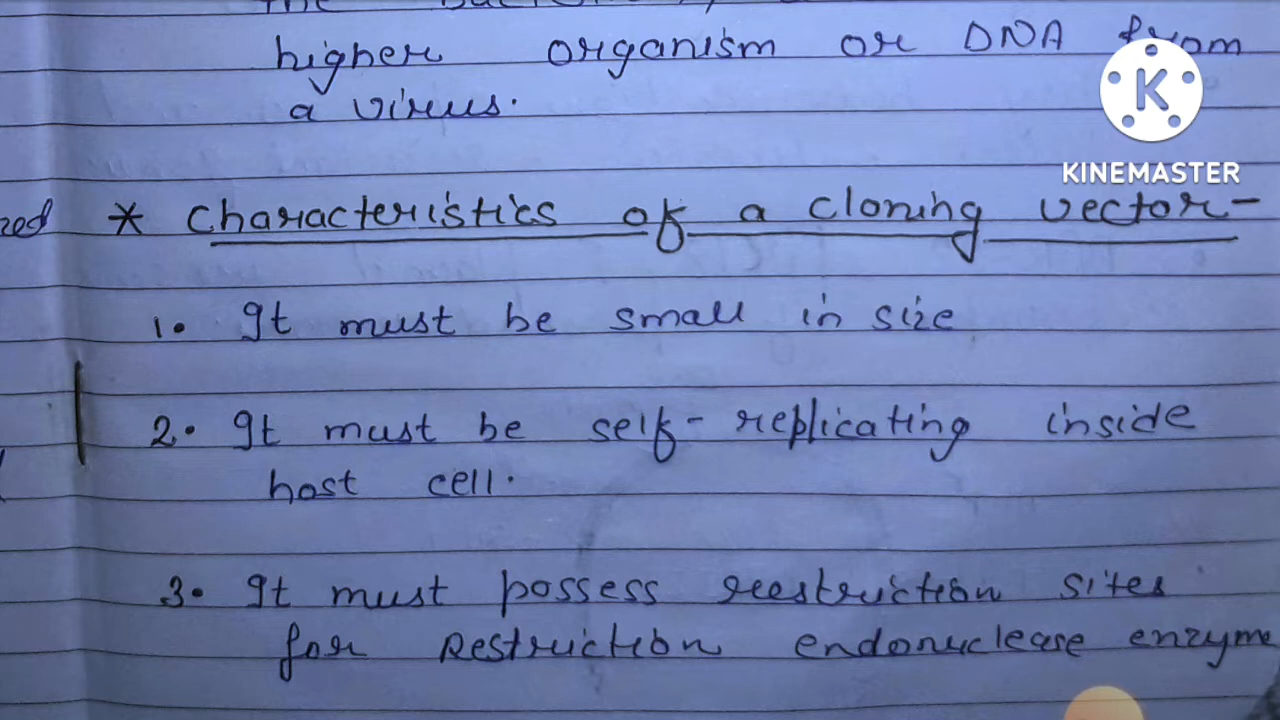 higher organism or DNA from
a virus.
K
KINEMASTER
* Characteristics of a cloning vector-
1. It must be small in size
2. It must be self-replicating inside
host cell.
3. It must possess restriction sites
for Restriction endonuclease enzyme